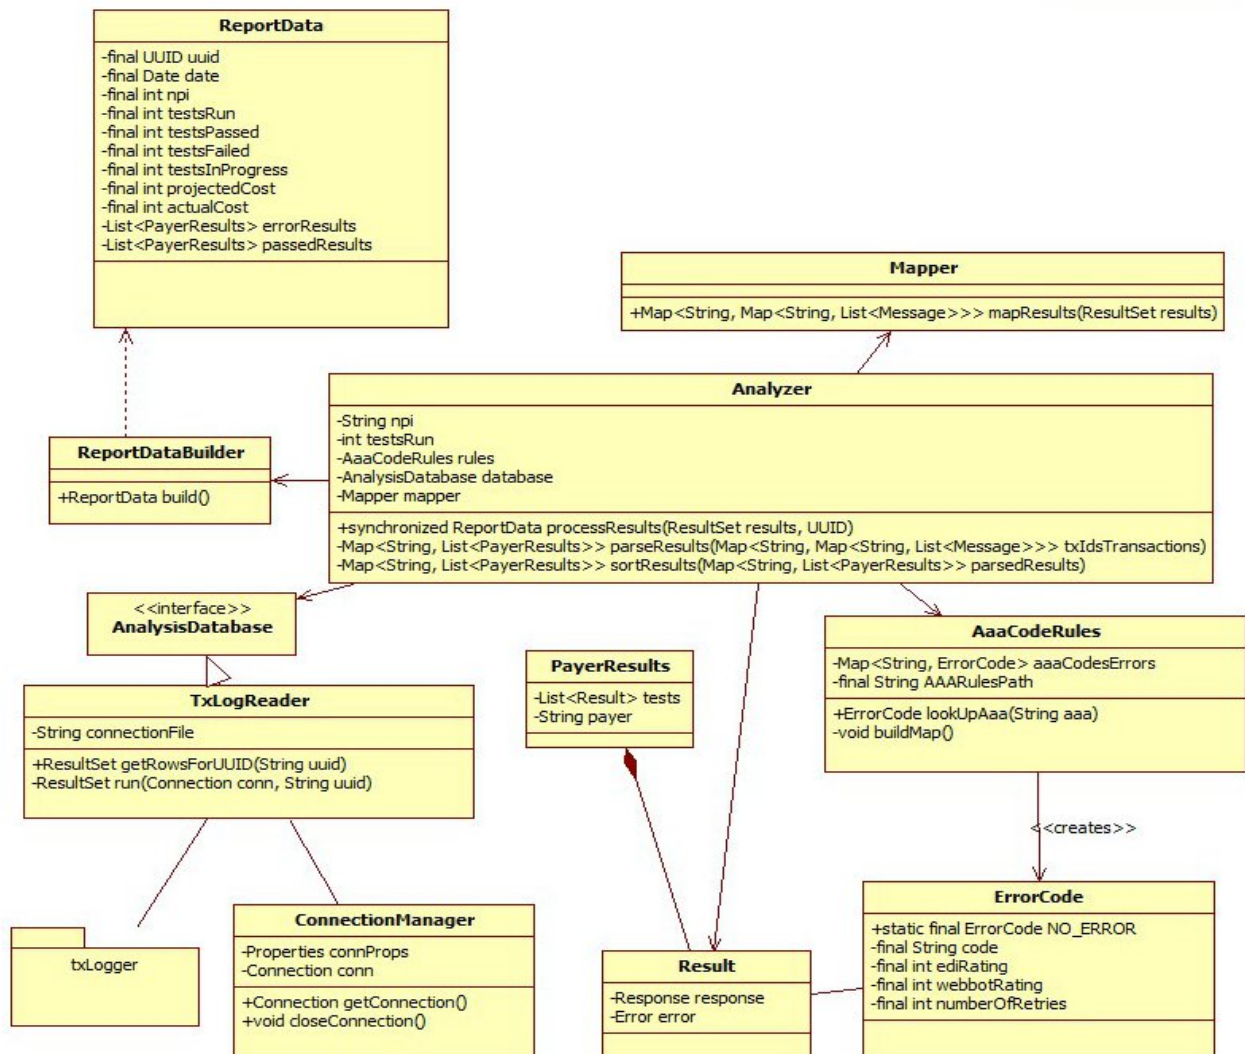 ReportData
-final UUID uuid
-final Date date
-final int npi
-final int testsRun
-final int testsPassed
-final int testsFailed
-final int testsInProgress
-final int projectedCost
-final int actualCost
-List<PayerResults> errorResults
-List<PayerResults> passedResults
Mapper
+Map<String, Map<String, List<Message>>> mapResults(ResultSet results)
Analyzer
-String npi
-int testsRun
-AaaCodeRules rules
-AnalysisDatabase database
-Mapper mapper
+synchronized ReportData processResults(ResultSet results, UUID)
-Map<String, List<PayerResults>> parseResults(Map<String, Map<String, List<Message>>> txIdsTransactions)
-Map<String, List<PayerResults>> sortResults(Map<String, List<PayerResults>> parsedResults)
ReportDataBuilder
+ReportData build()
<<interface>>
AnalysisDatabase
TxLogReader
-String connectionFile
+ResultSet getRowsForUUID(String uuid)
-ResultSet run(Connection conn, String uuid)
PayerResults
-List<Result> tests
-String payer
AaaCodeRules
-Map<String, ErrorCode> aaaCodesErrors
-final String AAARulesPath
+ErrorCode lookUpAaa(String aaa)
-void buildMap()
<<creates>>
txLogger
ConnectionManager
-Properties connProps
-Connection conn
+Connection getConnection()
+void closeConnection()
Result
-Response response
-Error error
ErrorCode
+static final ErrorCode NO_ERROR
-final String code
-final int ediRating
-final int webbotRating
-final int numberOfRetries